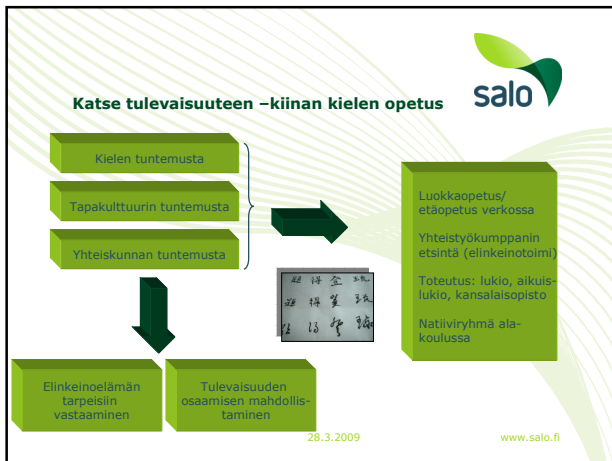 salo
Katse tulevaisuuteen –kiinan kielen opetus
Kielen tuntemusta
Tapakulttuurin tuntemusta
Yhteiskunnan tuntemusta
Luokkaopetus/
etäopetus verkossa
Yhteistyökumppanin
etsintä (elinkeinotoimi)
Toteutus: lukio, aikuis-
lukio, kansalaisopisto
Natiiviryhmä ala-
koulussa
Elinkeinoelämän
tarpeisiin
vastaaminen
Tulevaisuuden
osaamisen mahdollis-
taminen
28.3.2009
www.salo.fi